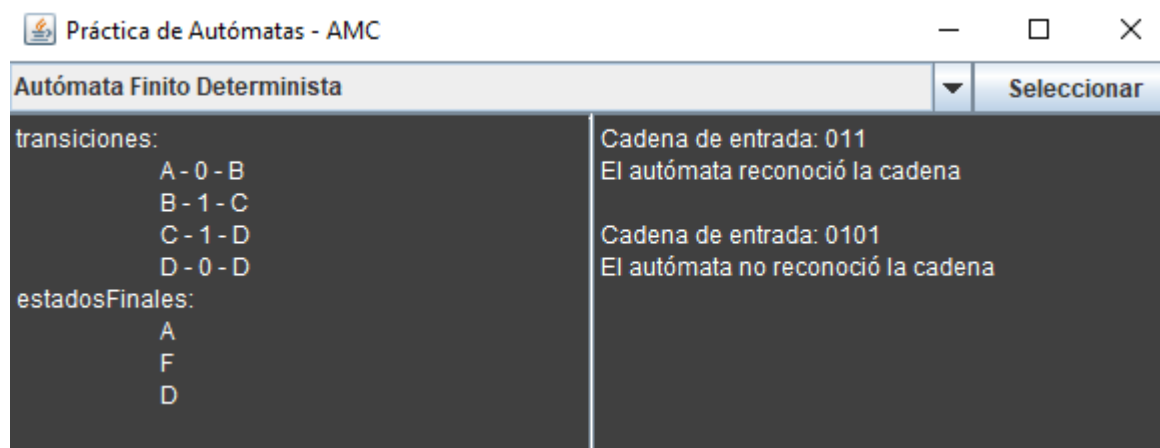 Práctica de Autómatas - AMC
Autómata Finito Determinista
Seleccionar
transiciones:
A - 0 - B
B - 1 - C
C - 1 - D
D - 0 - D
estadosFinales:
A
F
D
Cadena de entrada: 011
El autómata reconoció la cadena
Cadena de entrada: 0101
El autómata no reconoció la cadena